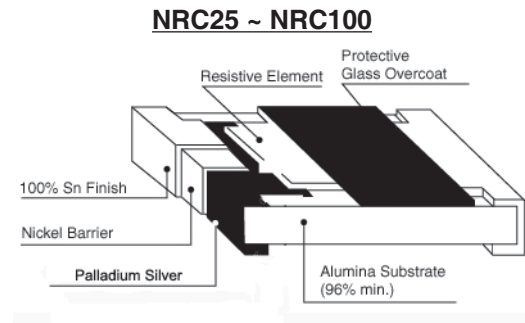 NRC25 ~ NRC100
Protective
Glass Overcoat
Resistive Element
100% Sn Finish
Nickel Barrier
Palladium Silver
Alumina Substrate
(96% min.)